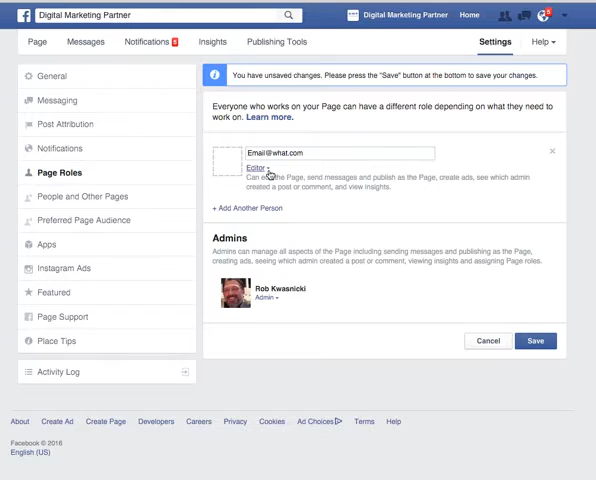 Digital Marketing Partner
Digital Marketing Partner Home 5
Page Messages Notifications 5 Insights Publishing Tools Settings Help
General
Messaging
Post Attribution
Notifications
Page Roles
People and Other Pages
Preferred Page Audience
Apps
Instagram Ads
Featured
Page Support
Place Tips
Activity Log
You have unsaved changes. Please press the "Save" button at the bottom to save your changes.
Everyone who works on your Page can have a different role depending on what they need to
work on. Learn more.
Email@what.com
Editor
Can edit the Page, send messages and publish as the Page, create ads, see which admin
created a post or comment, and view insights.
+ Add Another Person
Admins
Admins can manage all aspects of the Page including sending messages and publishing as the Page,
creating ads, seeing which admin created a post or comment, viewing insights and assigning Page roles.
Rob Kwasnicki
Admin
Cancel Save
About Create Ad Create Page Developers Careers Privacy Cookies Ad Choices Terms Help
Facebook © 2016
English (US)